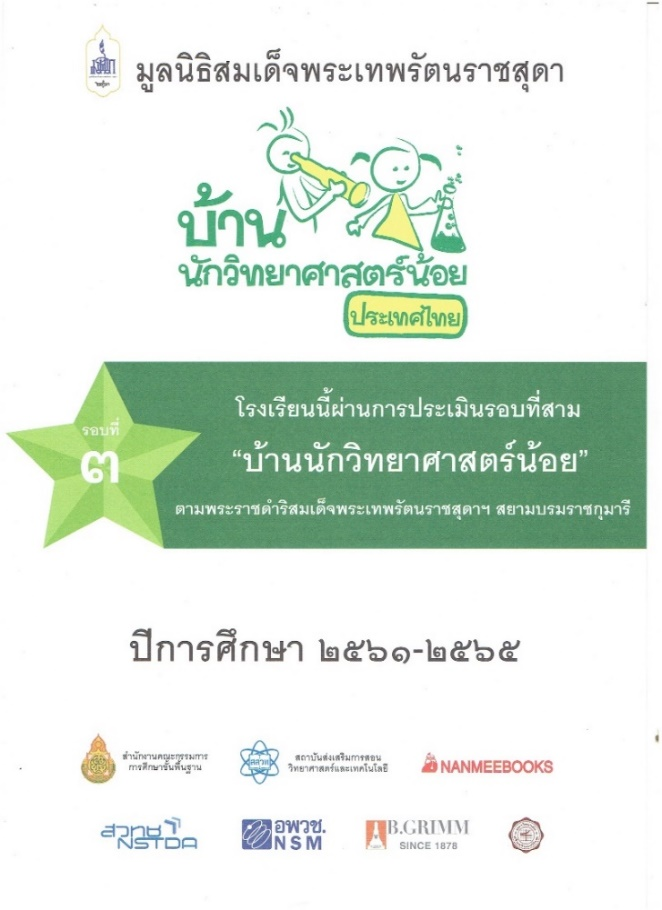 มูลนิธิสมเด็จพระเทพรัตนราชสุดา
บ้าน
นักวิทยาศาสตร์น้อย
ประเทศไทย
รอบที่
๓
โรงเรียนนี้ผ่านการประเมินรอบที่สาม
“บ้านนักวิทยาศาสตร์น้อย”
ตามพระราชดำริสมเด็จพระเทพรัตนราชสุดาฯ สยามบรมราชกุมารี
ปีการศึกษา ๒๕๖๑-๒๕๖๕
สำนักงานคณะกรรมการ
การศึกษาขั้นพื้นฐาน
สสวท
สถาบันส่งเสริมการสอน
วิทยาศาสตร์และเทคโนโลยี
NANMEEBOOKS
สวทช
NSTDA
อพวช.
NSM
B.GRIMM
SINCE 1878